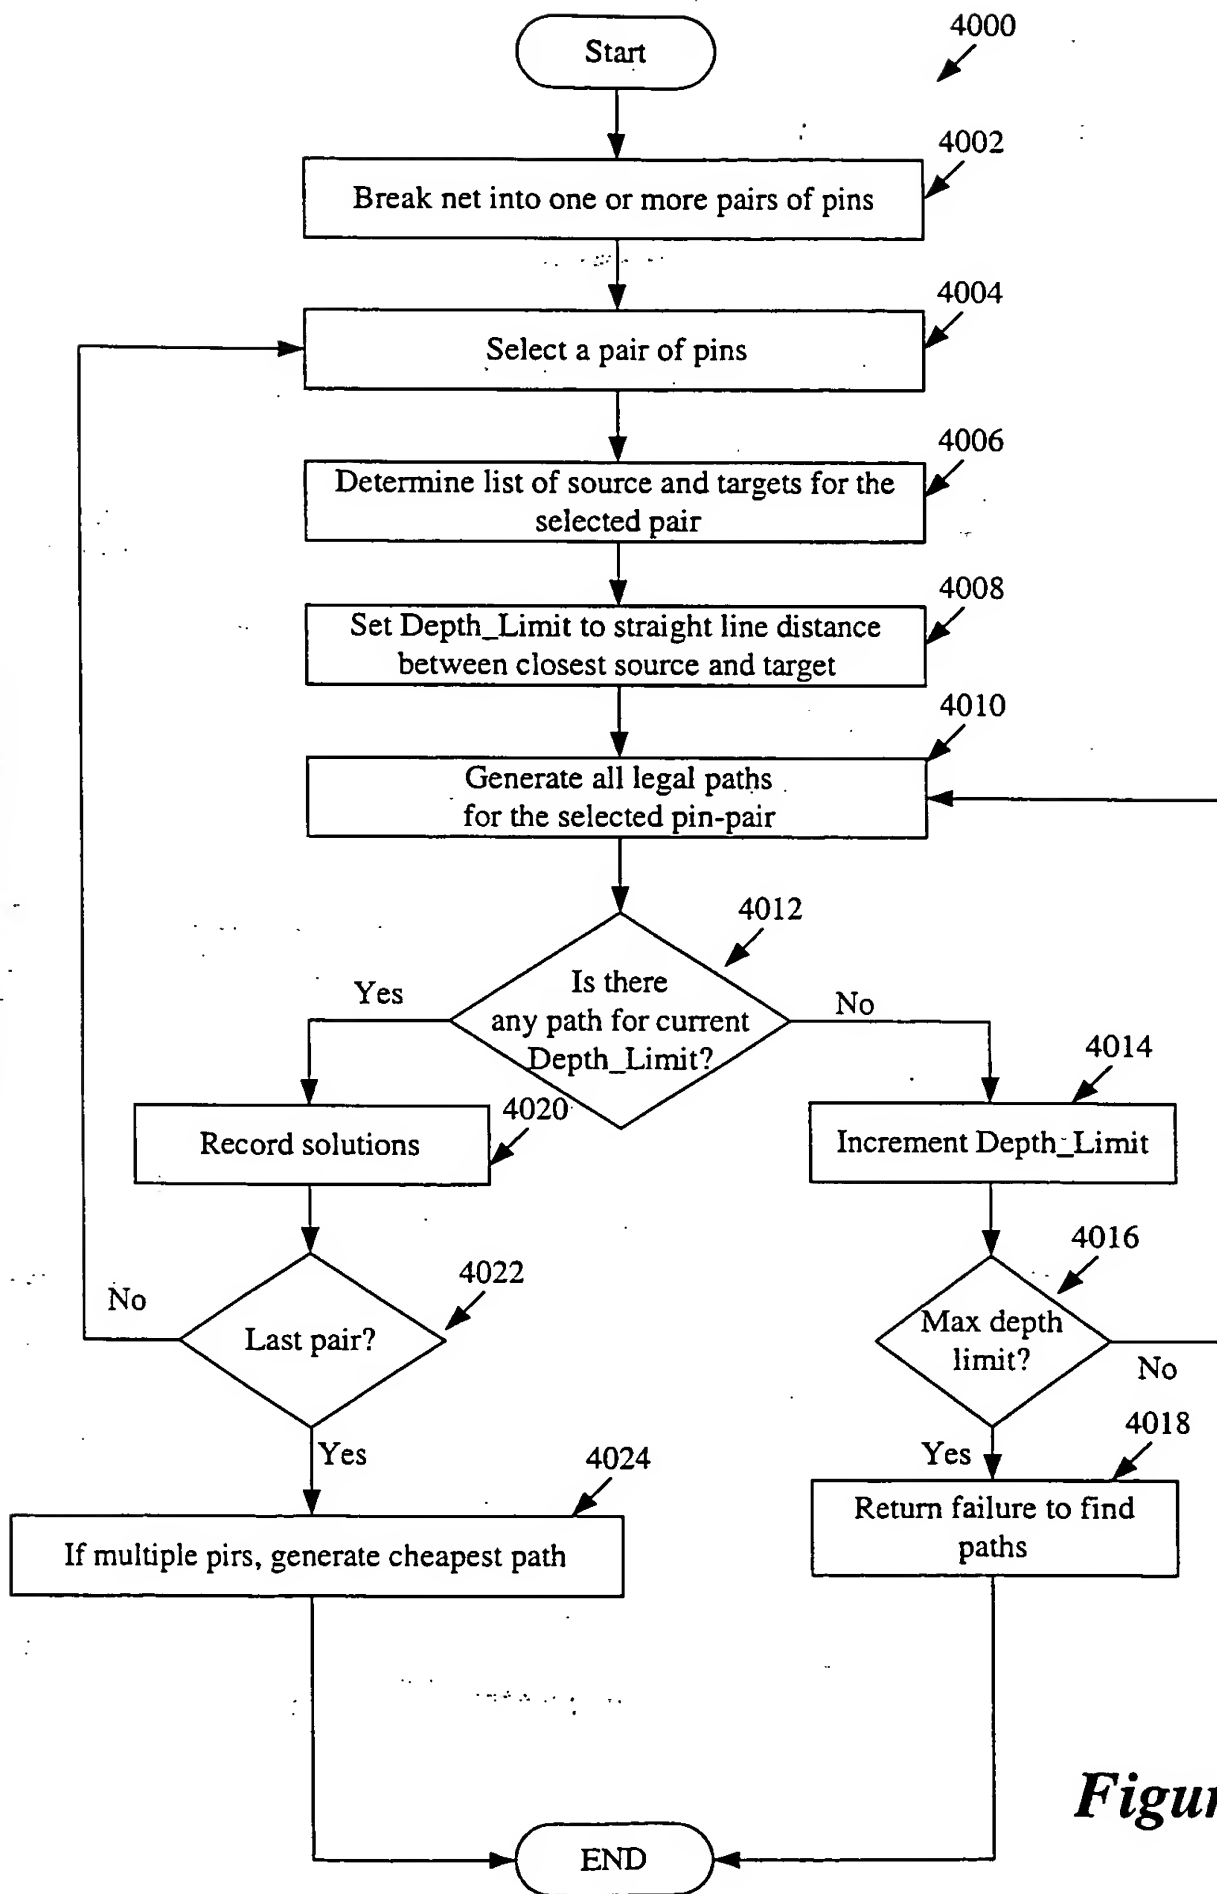 Start
4000
4002
Break net into one or more pairs of pins
4004
Select a pair of pins
4006
Determine list of source and targets for the
selected pair
4008
Set Depth_Limit to straight line distance
between closest source and target
4010
Generate all legal paths
for the selected pin-pair
4012
Is there
any path for current
Depth_Limit?
Yes
No
4014
Increment Depth_Limit
4020
Record solutions
4016
Max depth
limit?
No
4022
Last pair?
No
Yes
4018
Yes
Return failure to find
paths
4024
If multiple pirs, generate cheapest path
END
Figur